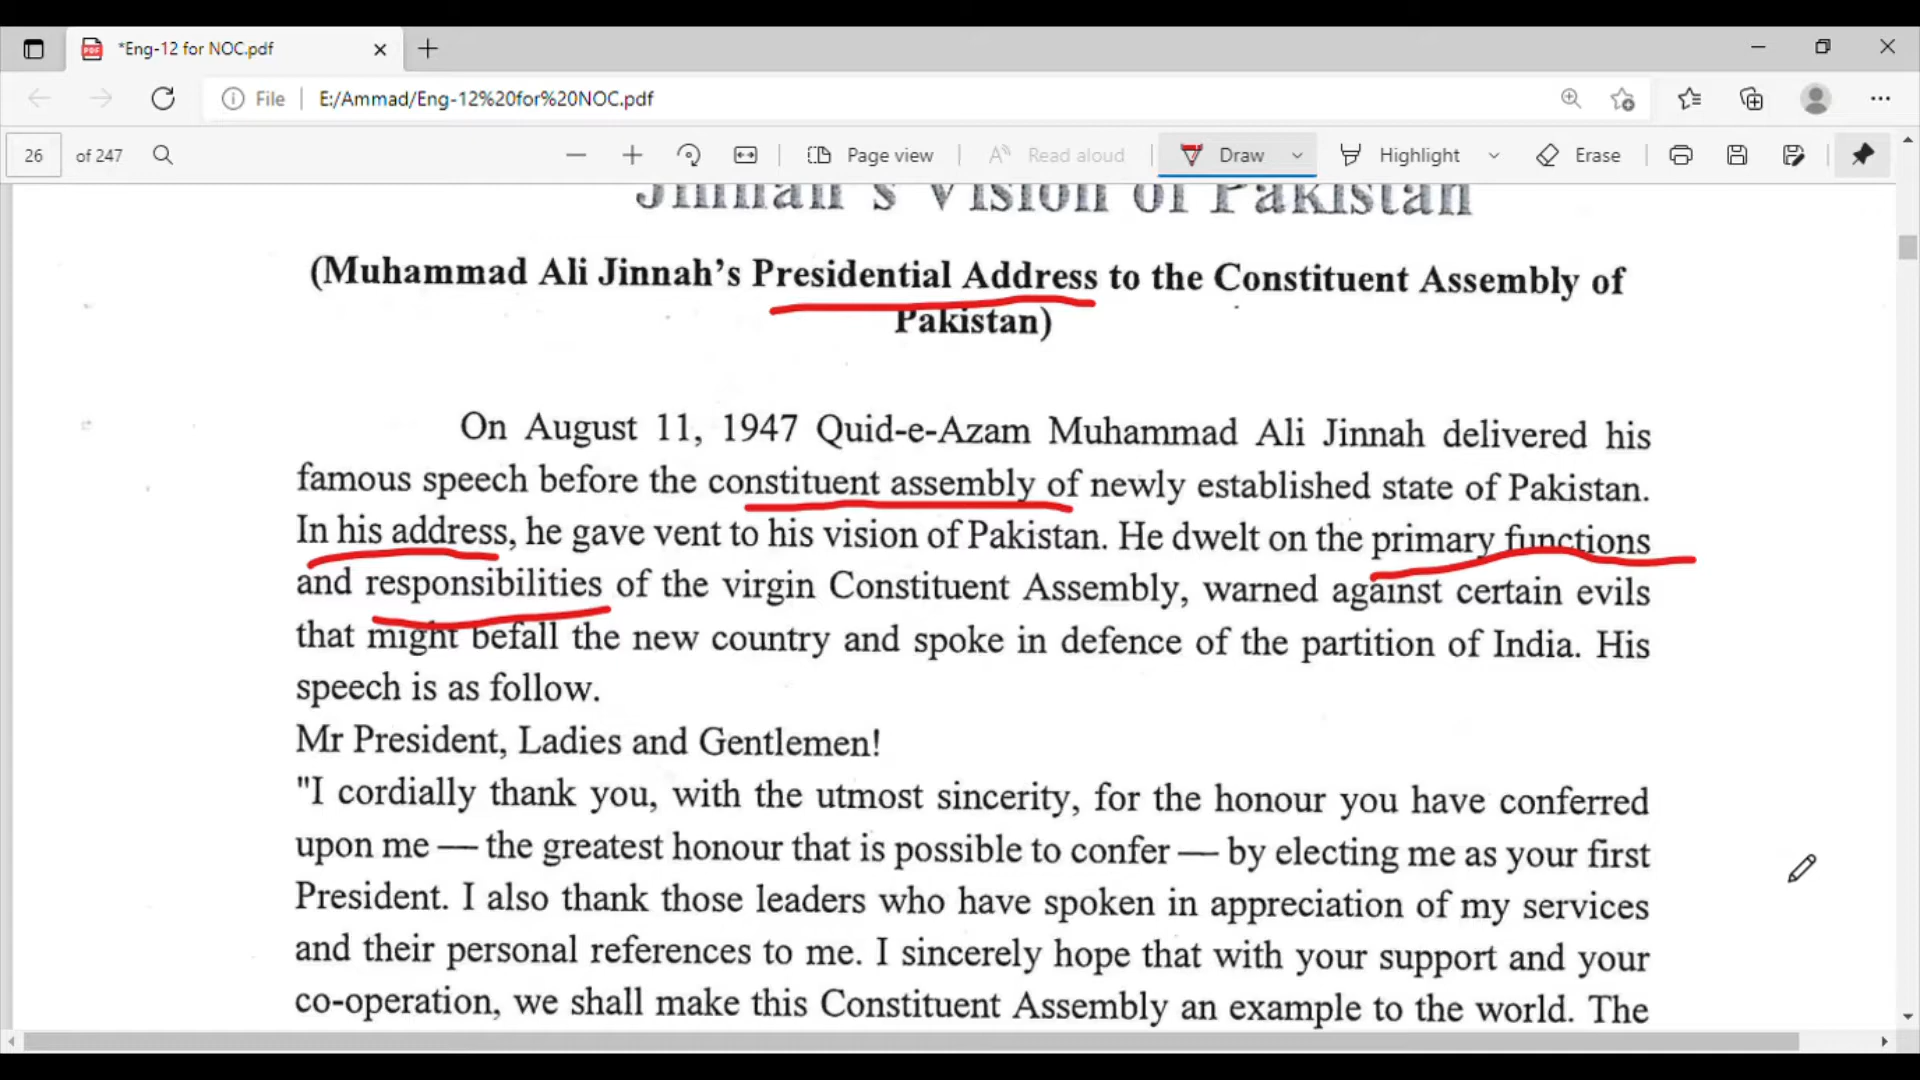 *Eng-12 for NOC.pdf
File E:/Ammad/Eng-12%20for%20NOC.pdf
26 of 247 Page view Read aloud Draw Highlight Erase
Jinnah's Vision of Pakistan
(Muhammad Ali Jinnah's Presidential Address to the Constituent Assembly of
Pakistan)
On August 11, 1947 Quid-e-Azam Muhammad Ali Jinnah delivered his
famous speech before the constituent assembly of newly established state of Pakistan.
In his address, he gave vent to his vision of Pakistan. He dwelt on the primary functions
and responsibilities of the virgin Constituent Assembly, warned against certain evils
that might befall the new country and spoke in defence of the partition of India. His
speech is as follow.
Mr President, Ladies and Gentlemen!
"I cordially thank you, with the utmost sincerity, for the honour you have conferred
upon me — the greatest honour that is possible to confer — by electing me as your first
President. I also thank those leaders who have spoken in appreciation of my services
and their personal references to me. I sincerely hope that with your support and your
co-operation, we shall make this Constituent Assembly an example to the world. The